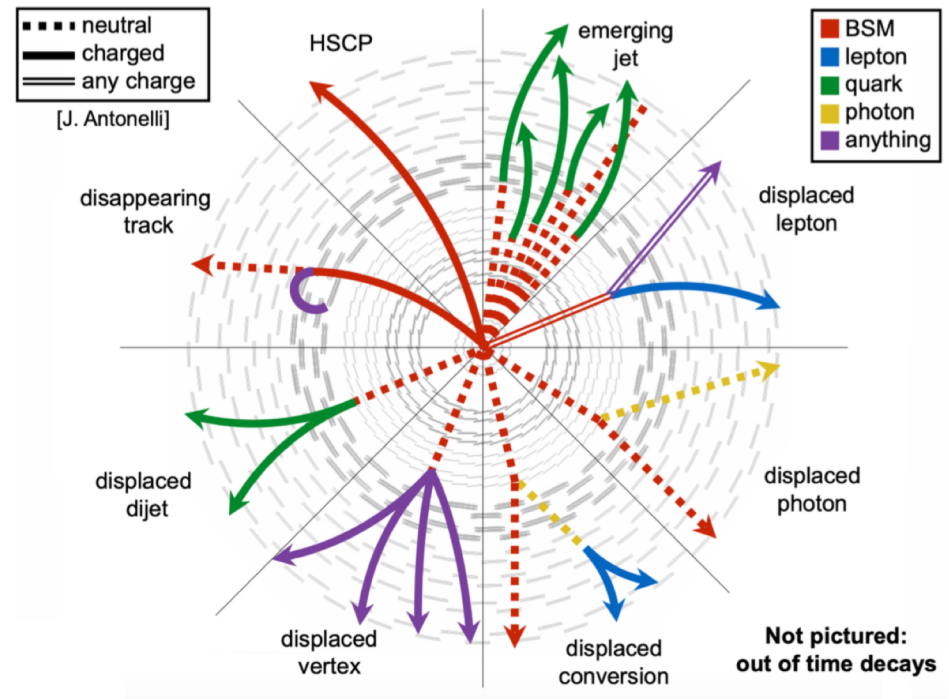 neutral
charged
any charge
[J. Antonelli]
HSCP
emerging
jet
BSM
lepton
quark
photon
anything
disappearing
track
displaced
lepton
displaced
dijet
displaced
photon
displaced
vertex
displaced
conversion
Not pictured:
out of time decays